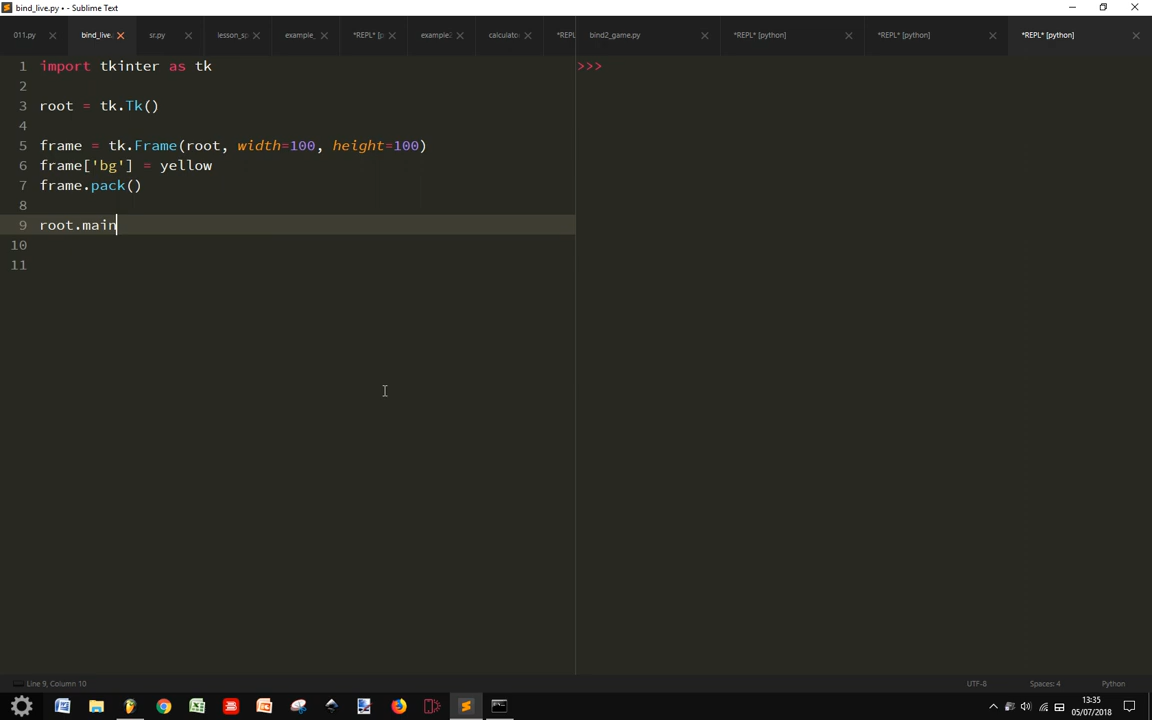 bind_live.py • - Sublime Text
011.py bind_live. sr.py lesson_sp example_ *REPL* [p example2 calculato *REPL bind2_game.py *REPL* [python] *REPL* [python] *REPL* [python]
1 import tkinter as tk >>>
2
3 root = tk.Tk()
4
5 frame = tk.Frame(root, width=100, height=100)
6 frame['bg'] = yellow
7 frame.pack()
8
9 root.main
10
11
Line 9, Column 10 UTF-8 Spaces: 4 Python
13:35
05/07/2018